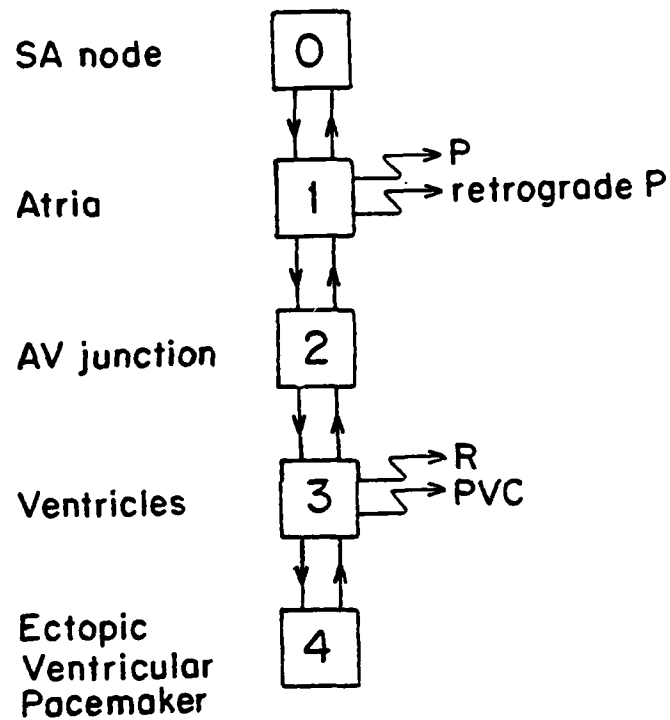 SA node
0
P
Atria
1
retrograde P
AV junction
2
R
Ventricles
3
PVC
Ectopic
Ventricular
Pacemaker
4